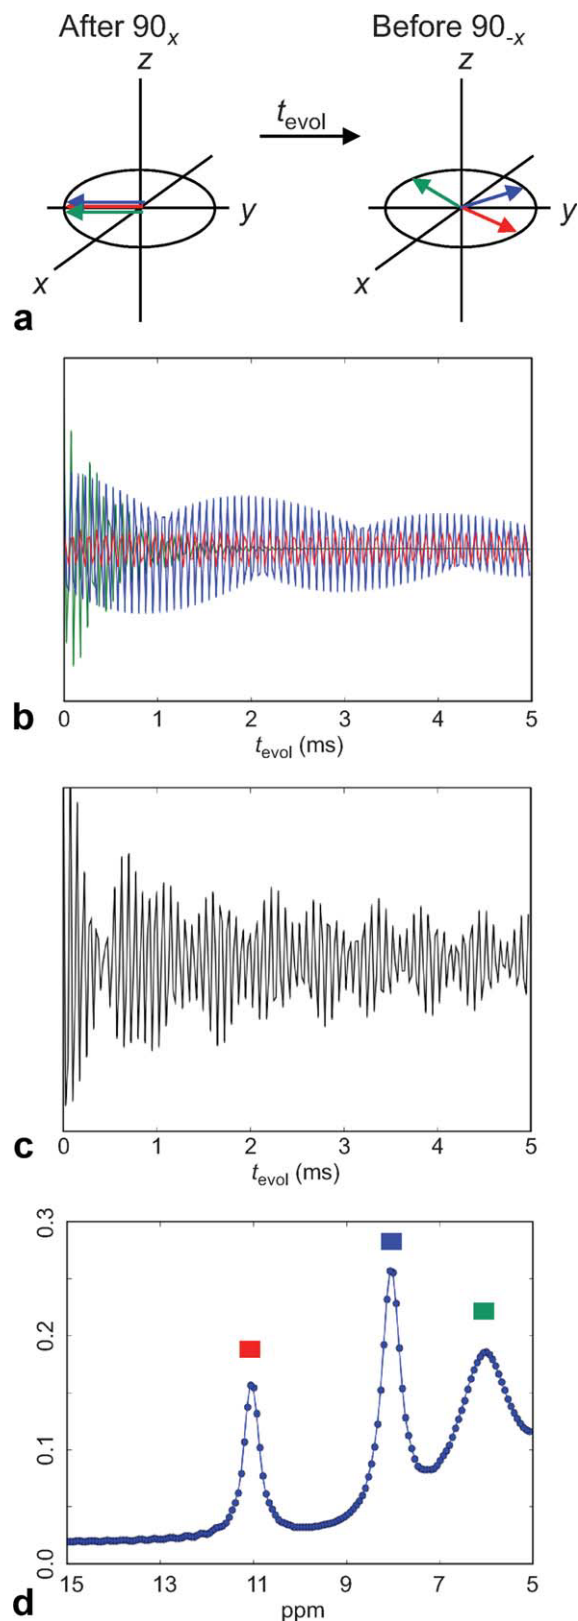 After 90x Before 90-x
z z
tevol
y y
x x
a
b
0 1 2 3 4 5
tevol (ms)
c
0 1 2 3 4 5
tevol (ms)
0.3
0.2
0.1
0.0
15 13 11 9 7 5
d ppm